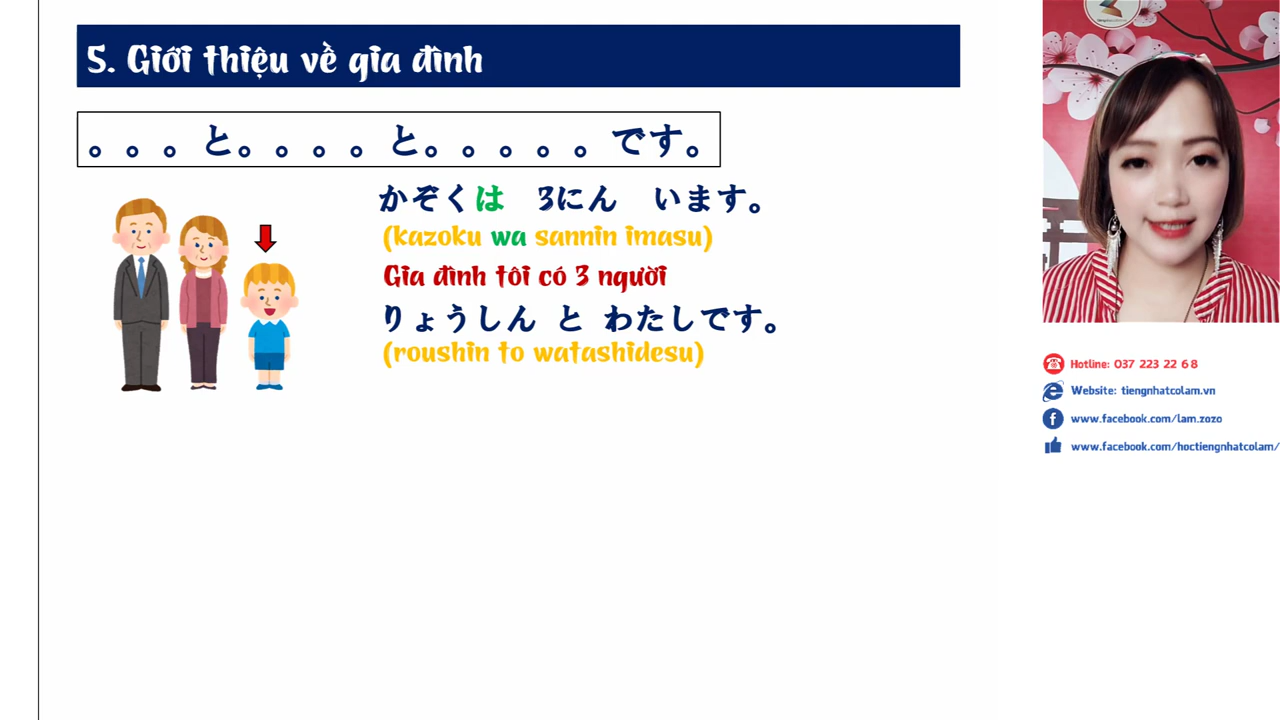 5. Giới thiệu về gia đình
。。。と。。。。と。。。。。です。
かぞくは 3にん います。
(kazoku wa sannin imasu)
Gia đình tôi có 3 người
りょうしん と わたしです。
(roushin to watashidesu)
Hotline: 037 223 22 68
Website: tiengnhatcolam.vn
www.facebook.com/lam.zozo
www.facebook.com/hoctiengnhatcolam/